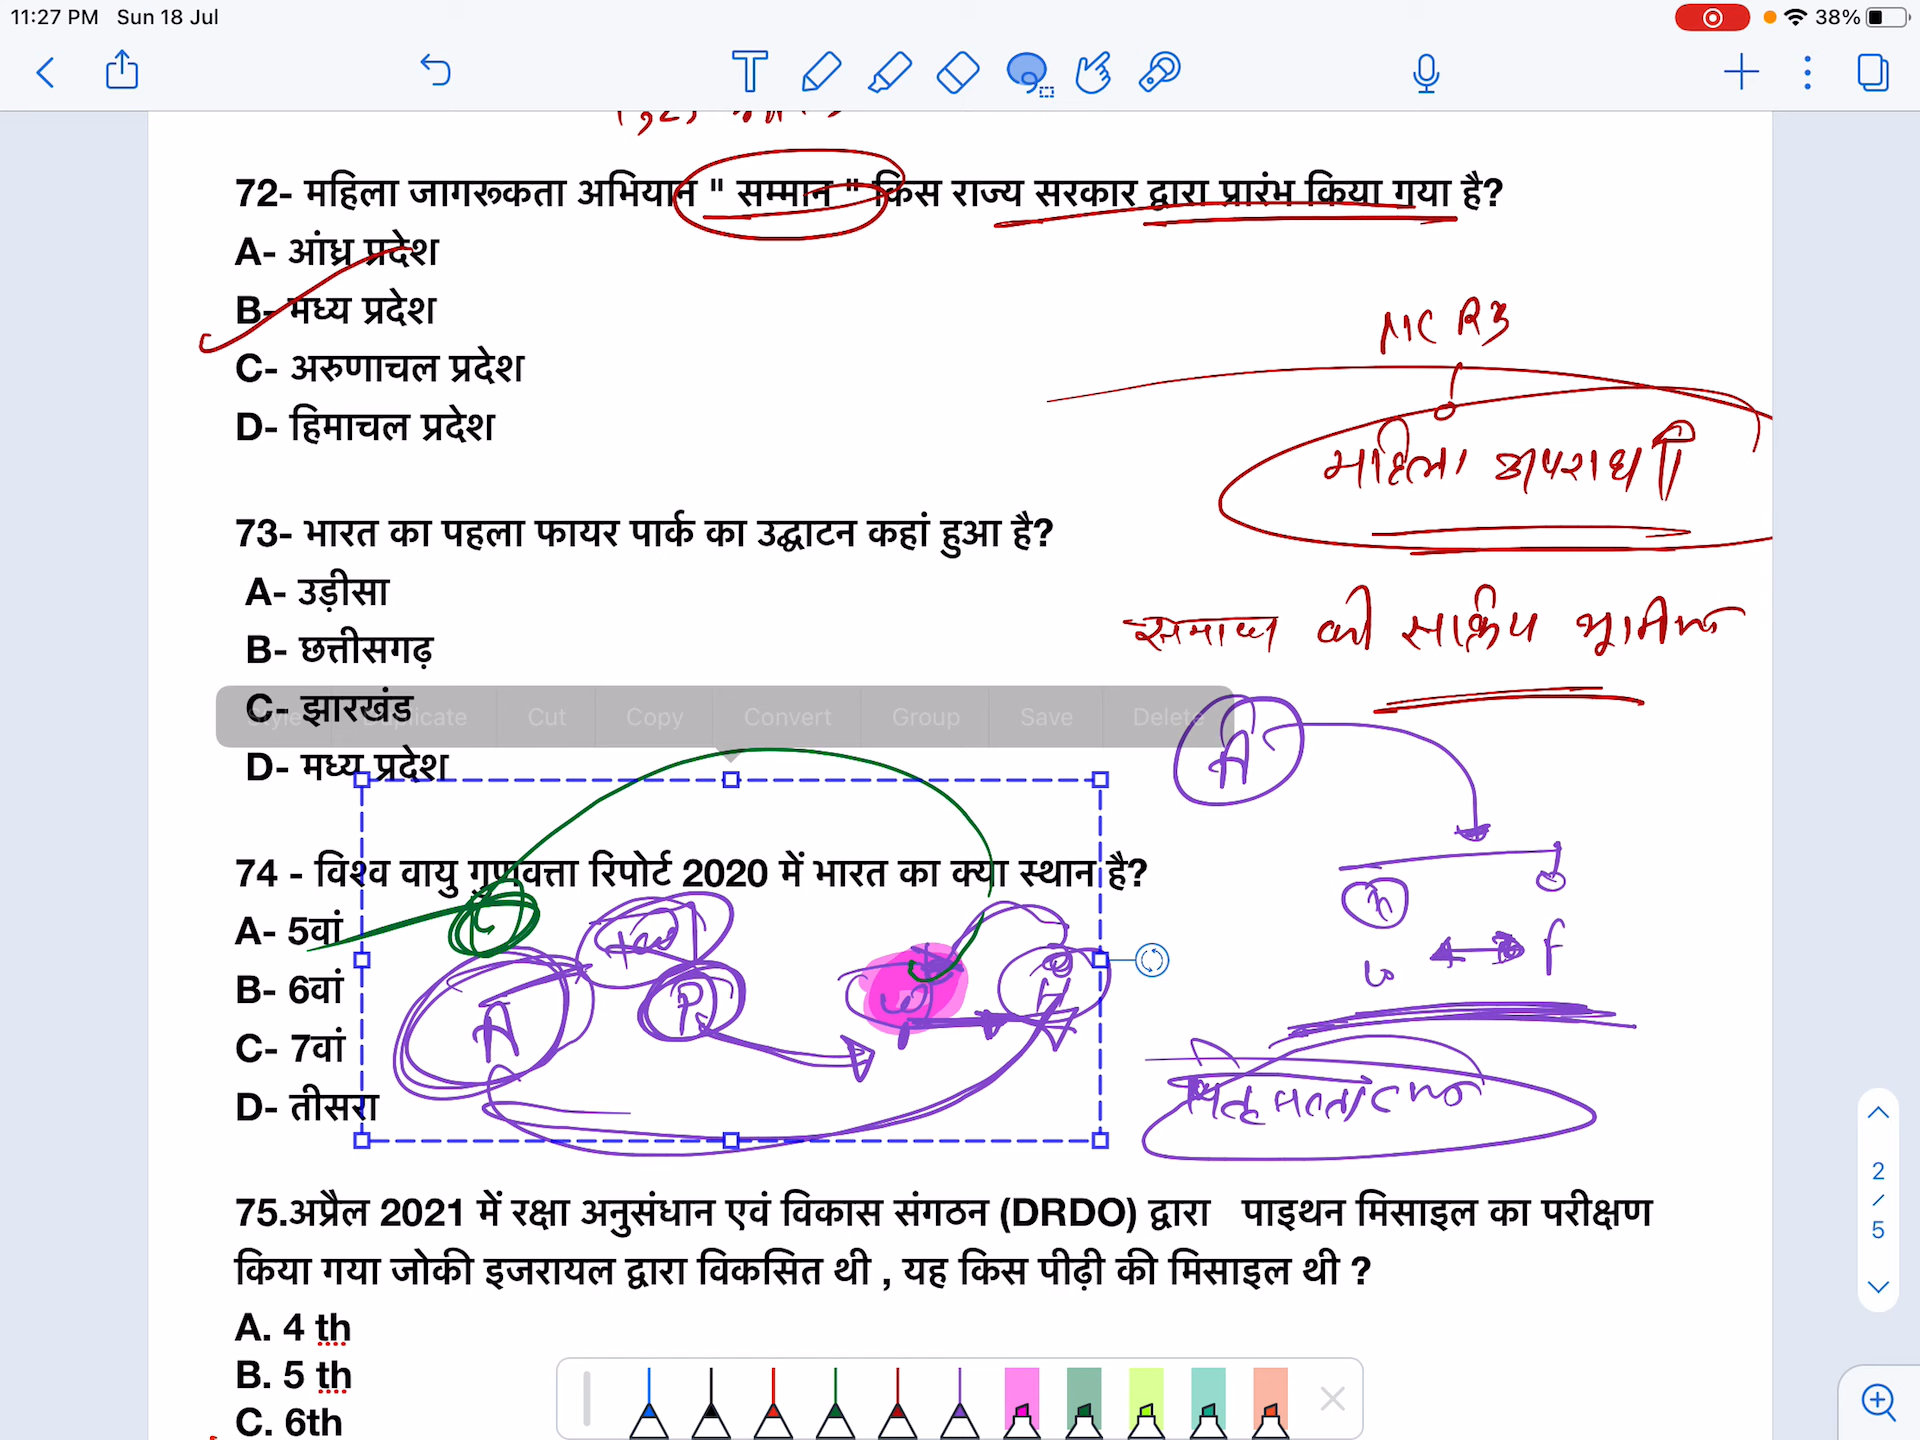 11:27 PM Sun 18 Jul
38%
72- महिला जागरूकता अभियान " सम्मान " किस राज्य सरकार द्वारा प्रारंभ किया गया है?
A- आंध्र प्रदेश
B- मध्य प्रदेश
C- अरुणाचल प्रदेश
D- हिमाचल प्रदेश
महिला अपराध
73- भारत का पहला फायर पार्क का उद्घाटन कहां हुआ है?
A- उड़ीसा
B- छत्तीसगढ़
समाज की सक्रिय
C- झारखंड
Style Duplicate Cut Copy Convert Group Save Delete
D- मध्य प्रदेश
A
74 - विश्व वायु गुणवत्ता रिपोर्ट 2020 में भारत का क्या स्थान है?
A- 5वां
B- 6वां
C- 7वां
D- तीसरा
A
P
H
75.अप्रैल 2021 में रक्षा अनुसंधान एवं विकास संगठन (DRDO) द्वारा पाइथन मिसाइल का परीक्षण
किया गया जोकी इजरायल द्वारा विकसित थी , यह किस पीढ़ी की मिसाइल थी ?
A. 4 th
B. 5 th
C. 6th
2
/
5